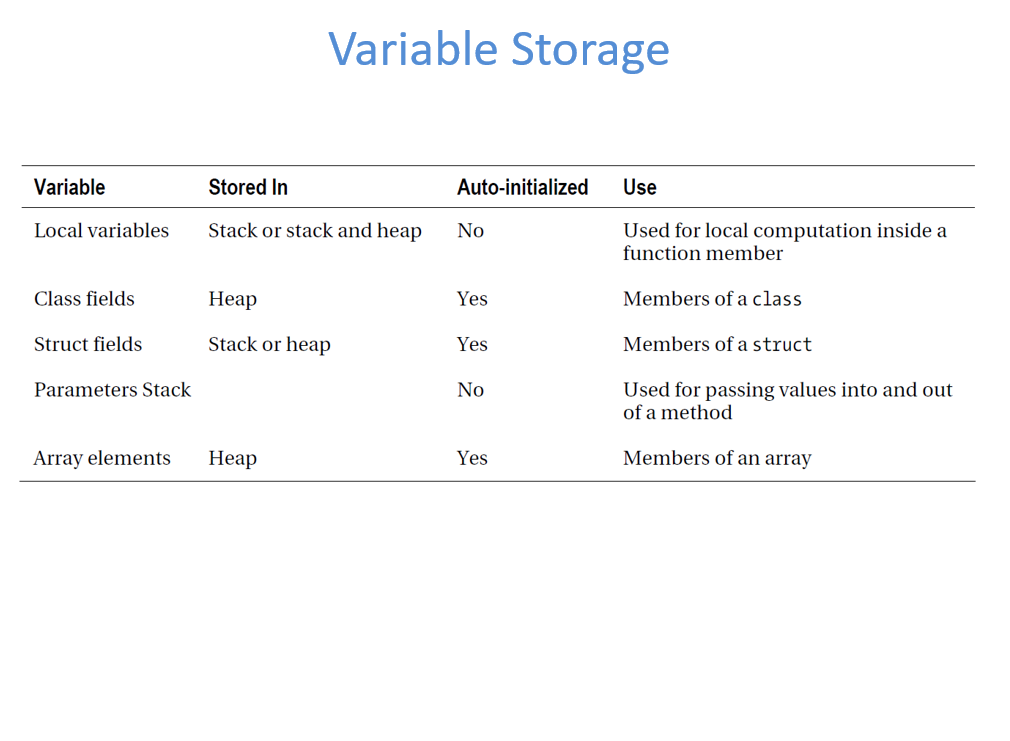 Variable Storage
Variable Stored In Auto-initialized Use
Local variables Stack or stack and heap No Used for local computation inside a
function member
Class fields Heap Yes Members of a class
Struct fields Stack or heap Yes Members of a struct
Parameters Stack No Used for passing values into and out
of a method
Array elements Heap Yes Members of an array